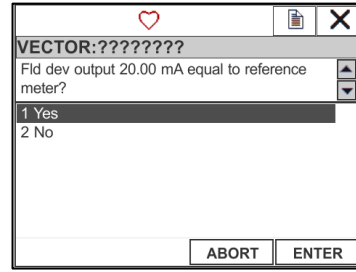 VECTOR:????????
Fld dev output 20.00 mA equal to reference
meter?
1 Yes
2 No
ABORT
ENTER